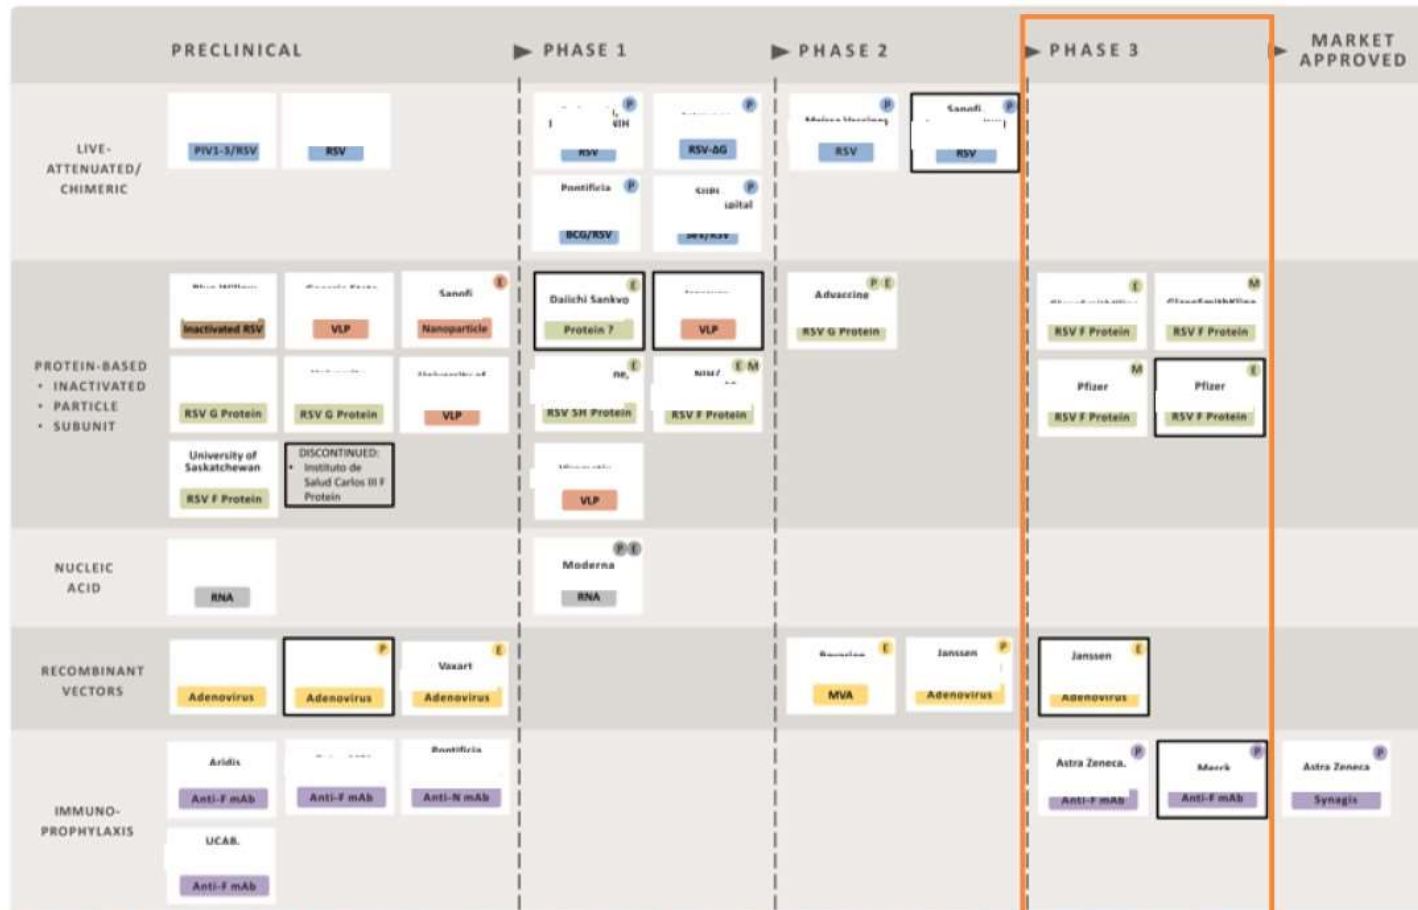 PRECLINICAL
PHASE 1
PHASE 2
PHASE 3
MARKET
APPROVED
LIVE-
ATTENUATED/
CHIMERIC
PIV1-3/RSV
RSV
P
RSV
P
RSV-ΔG
Pontificia P
BCG/RSV
P
P
RSV
Sanofi P
RSV
PROTEIN-BASED
• INACTIVATED
• PARTICLE
• SUBUNIT
Inactivated RSV
VLP
E
Sanofi
Nanoparticle
RSV G Protein
RSV G Protein
University of
VLP
University of
Saskatchewan
RSV F Protein
DISCONTINUED:
• Instituto de
Salud Carlos III F
Protein
E
Daiichi Sankyo
Protein ?
VLP
E
ne,
RSV SH Protein
E M
RSV F Protein
VLP
P E
Advaccine
RSV G Protein
E
RSV F Protein
M
GlaxoSmithKline
RSV F Protein
M
Pfizer
RSV F Protein
E
Pfizer
RSV F Protein
NUCLEIC
ACID
RNA
P E
Moderna
RNA
RECOMBINANT
VECTORS
Adenovirus
P
Adenovirus
E
Vaxart
Adenovirus
E
MVA
P
Janssen
Adenovirus
E
Janssen
Adenovirus
IMMUNO-
PROPHYLAXIS
Aridis
Anti-F mAb
Anti-F mAb
Pontificia
Anti-N mAb
UCAB.
Anti-F mAb
P
Astra Zeneca.
Anti-F mAb
P
Merck
Anti-F mAb
P
Astra Zeneca
Synagis